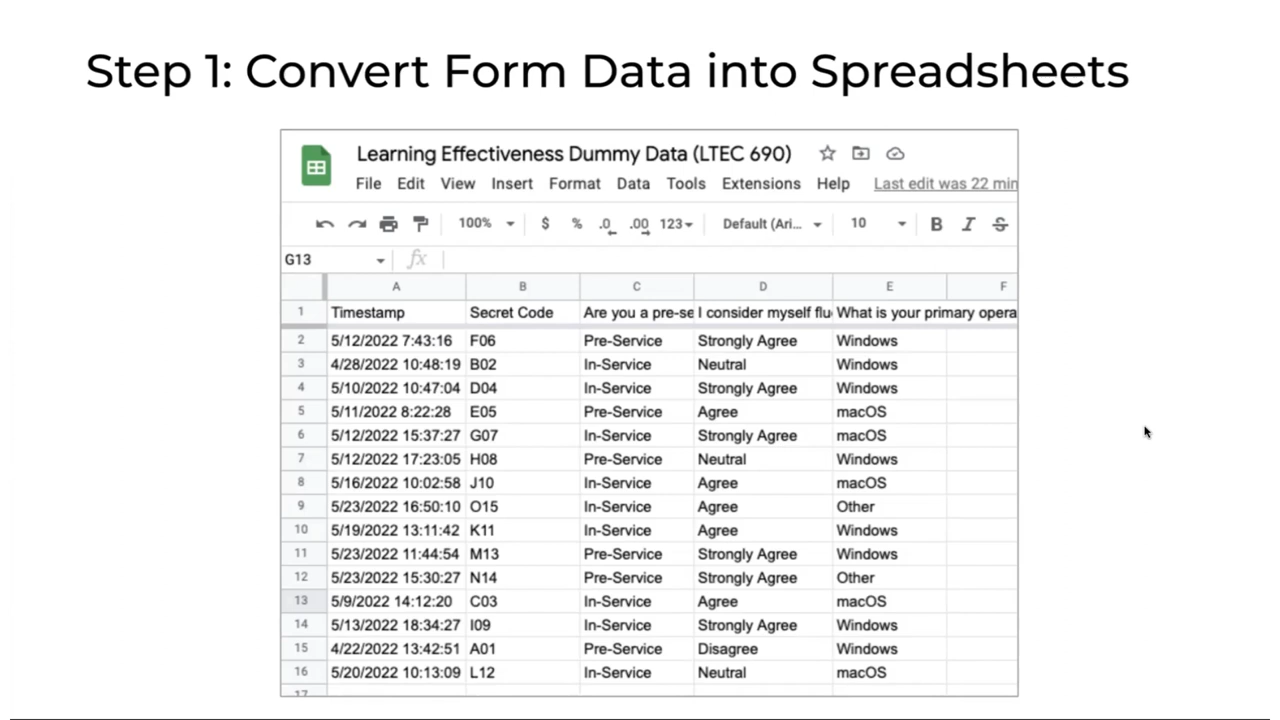 Step 1: Convert Form Data into Spreadsheets
Learning Effectiveness Dummy Data (LTEC 690)
File Edit View Insert Format Data Tools Extensions Help Last edit was 22 min
100% $ % .0 .00 123 Default (Ari... 10 B I S
G13 fx
A B C D E F
1 Timestamp Secret Code Are you a pre-se I consider myself flu What is your primary opera
2 5/12/2022 7:43:16 F06 Pre-Service Strongly Agree Windows
3 4/28/2022 10:48:19 B02 In-Service Neutral Windows
4 5/10/2022 10:47:04 D04 In-Service Strongly Agree Windows
5 5/11/2022 8:22:28 E05 Pre-Service Agree macOS
6 5/12/2022 15:37:27 G07 In-Service Strongly Agree macOS
7 5/12/2022 17:23:05 H08 Pre-Service Neutral Windows
8 5/16/2022 10:02:58 J10 In-Service Agree macOS
9 5/23/2022 16:50:10 O15 In-Service Agree Other
10 5/19/2022 13:11:42 K11 In-Service Agree Windows
11 5/23/2022 11:44:54 M13 Pre-Service Strongly Agree Windows
12 5/23/2022 15:30:27 N14 Pre-Service Strongly Agree Other
13 5/9/2022 14:12:20 C03 In-Service Agree macOS
14 5/13/2022 18:34:27 I09 In-Service Strongly Agree Windows
15 4/22/2022 13:42:51 A01 Pre-Service Disagree Windows
16 5/20/2022 10:13:09 L12 In-Service Neutral macOS
17